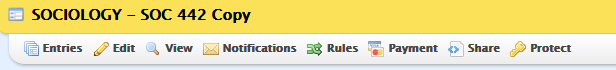 SOCIOLOGY – SOC 442 Copy
Entries Edit View Notifications Rules Payment Share Protect